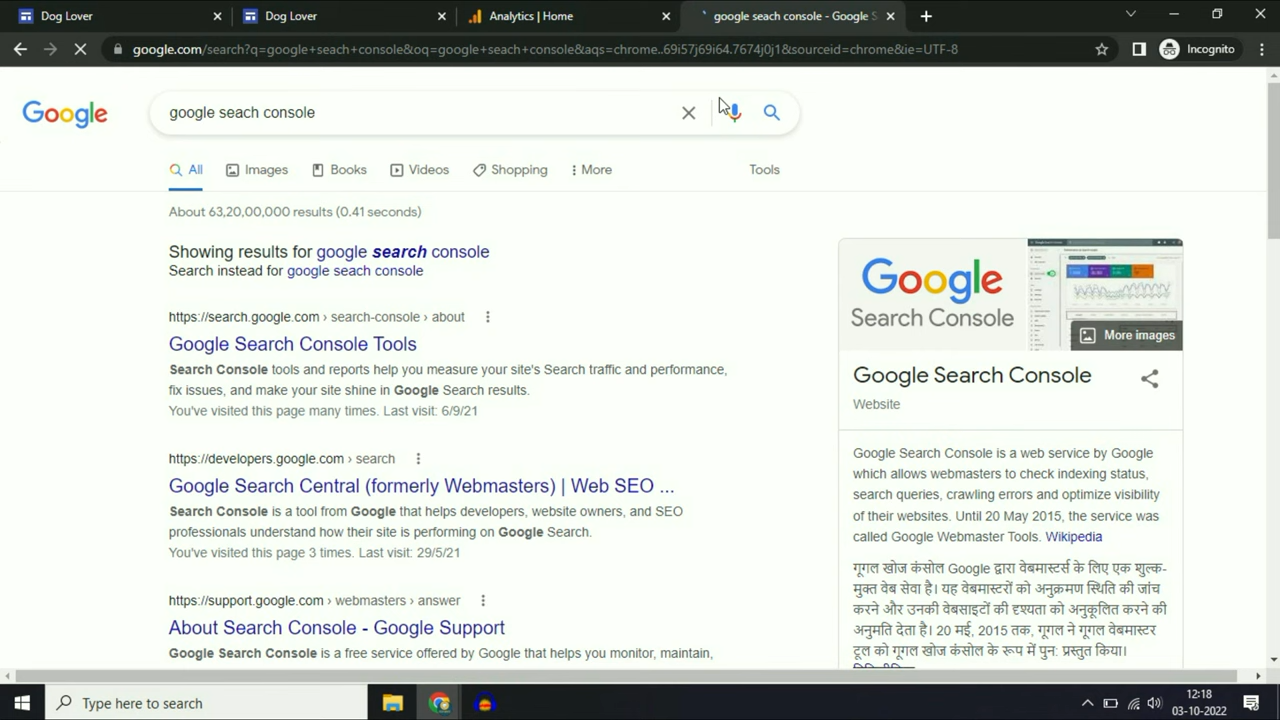 Dog Lover
Dog Lover
Analytics | Home
google seach console - Google S
google.com/search?q=google+seach+console&oq=google+seach+console&aqs=chrome..69i57j69i64.7674j0j1&sourceid=chrome&ie=UTF-8
Incognito
Google
google seach console
All
Images
Books
Videos
Shopping
More
Tools
About 63,20,00,000 results (0.41 seconds)
Showing results for google search console
Search instead for google seach console
https://search.google.com › search-console › about
Google Search Console Tools
Search Console tools and reports help you measure your site's Search traffic and performance,
fix issues, and make your site shine in Google Search results.
You've visited this page many times. Last visit: 6/9/21
https://developers.google.com › search
Google Search Central (formerly Webmasters) | Web SEO ...
Search Console is a tool from Google that helps developers, website owners, and SEO
professionals understand how their site is performing on Google Search.
You've visited this page 3 times. Last visit: 29/5/21
https://support.google.com › webmasters › answer
About Search Console - Google Support
Google Search Console is a free service offered by Google that helps you monitor, maintain,
Google
Search Console
More images
Google Search Console
Website
Google Search Console is a web service by Google
which allows webmasters to check indexing status,
search queries, crawling errors and optimize visibility
of their websites. Until 20 May 2015, the service was
called Google Webmaster Tools. Wikipedia
गूगल खोज कंसोल Google द्वारा वेबमास्टर्स के लिए एक शुल्क-
मुक्त वेब सेवा है। यह वेबमास्टरों को अनुक्रमण स्थिति की जांच
करने और उनकी वेबसाइटों की दृश्यता को अनुकूलित करने की
अनुमति देता है। 20 मई, 2015 तक, गूगल ने गूगल वेबमास्टर
टूल को गूगल खोज कंसोल के रूप में पुन: प्रस्तुत किया।
Type here to search
12:18
03-10-2022